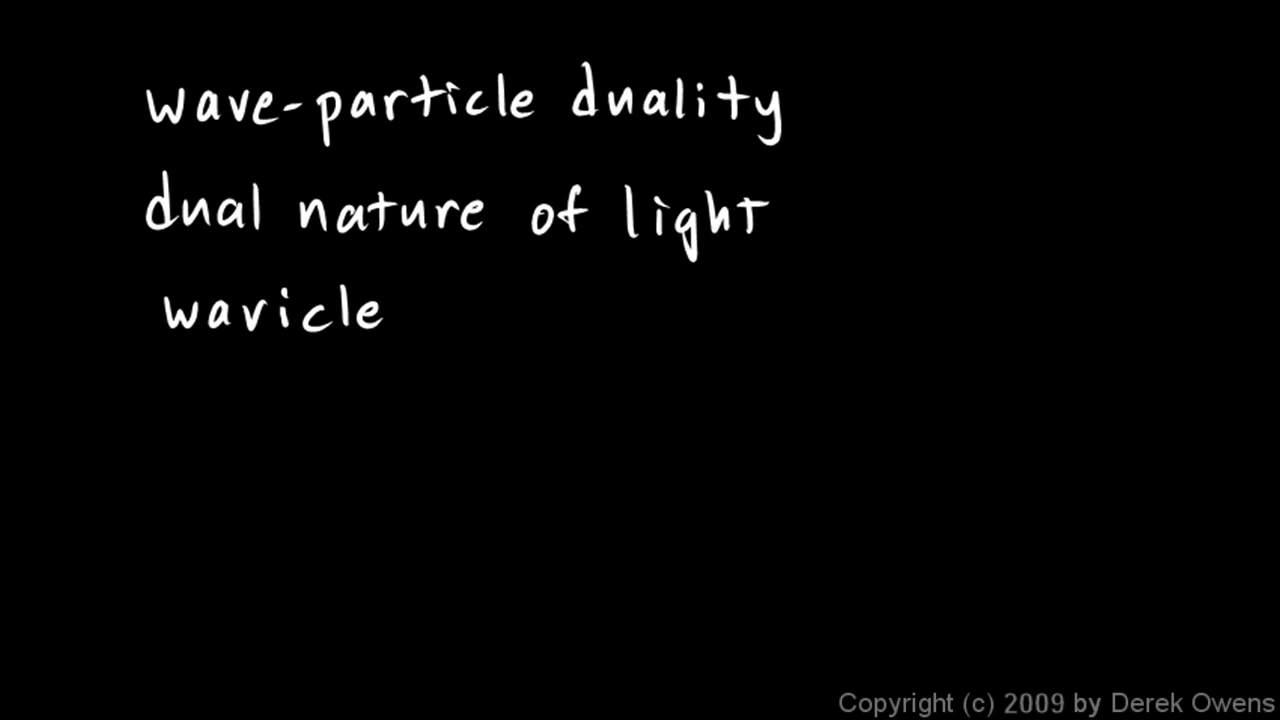 wave-particle duality
dual nature of light
wavicle
Copyright (c) 2009 by Derek Owens